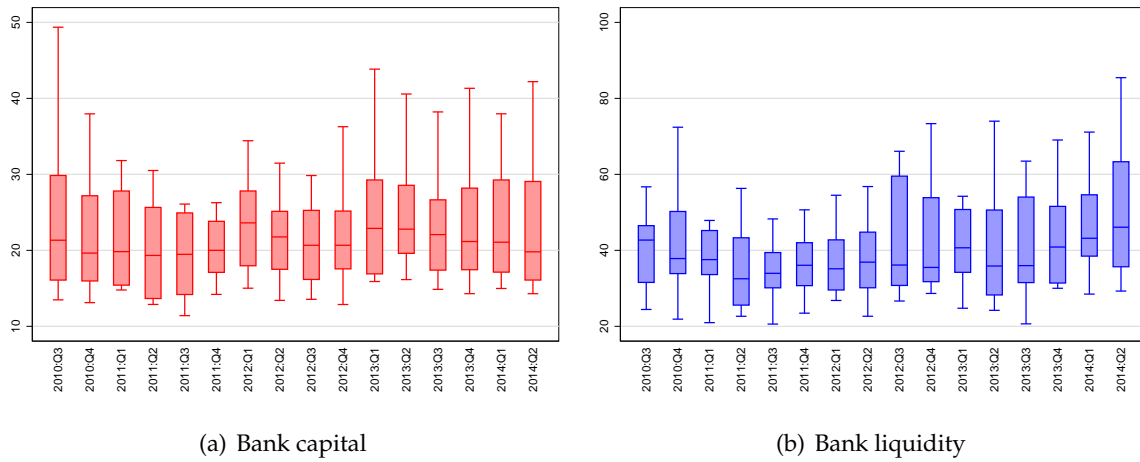 50
40
30
20
10
2010:Q3
2010:Q4
2011:Q1
2011:Q2
2011:Q3
2011:Q4
2012:Q1
2012:Q2
2012:Q3
2012:Q4
2013:Q1
2013:Q2
2013:Q3
2013:Q4
2014:Q1
2014:Q2
(a) Bank capital
100
80
60
40
20
2010:Q3
2010:Q4
2011:Q1
2011:Q2
2011:Q3
2011:Q4
2012:Q1
2012:Q2
2012:Q3
2012:Q4
2013:Q1
2013:Q2
2013:Q3
2013:Q4
2014:Q1
2014:Q2
(b) Bank liquidity